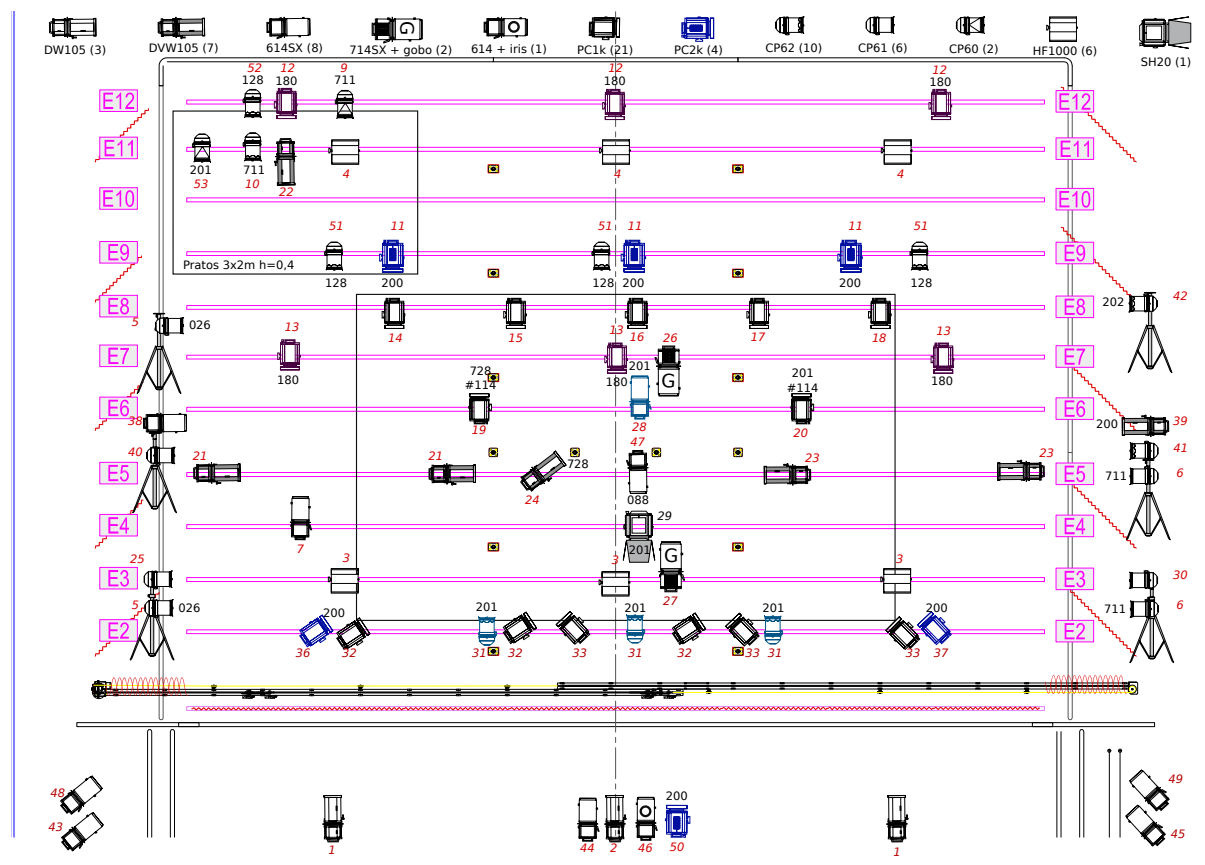 DW105 (3) DVW105 (7) 614SX (8) 714SX + gobo (2) 614 + iris (1) PC1k (21) PC2k (4) CP62 (10) CP61 (6) CP60 (2) HF1000 (6) SH20 (1)
G
52 12 9 12 12
128 180 711 180 180
E12 E12
E11 E11
201 711 4 4 4
53 10 22
E10 E10
51 11 51 11 11 51
E9 E9
Pratos 3x2m h=0,4
128 200 128 200 200 128
E8 202 42 E8
5 026
14 15 13 16 17 18
13 26 13
E7 E7
180 728 180 201 201 180
#114 G #114
E6 E6
38 19 28 20 200 39
40 21 21 47 728 23 23 41
E5 711 6 E5
24 088
E4 29 E4
7 201 G
25 3 3 3 30
E3 27 E3
5 026 200 201 201 201 200 711 6
E2 E2
36 32 31 32 33 31 32 33 31 33 37
48 200 49
43 1 44 2 46 50 1 45